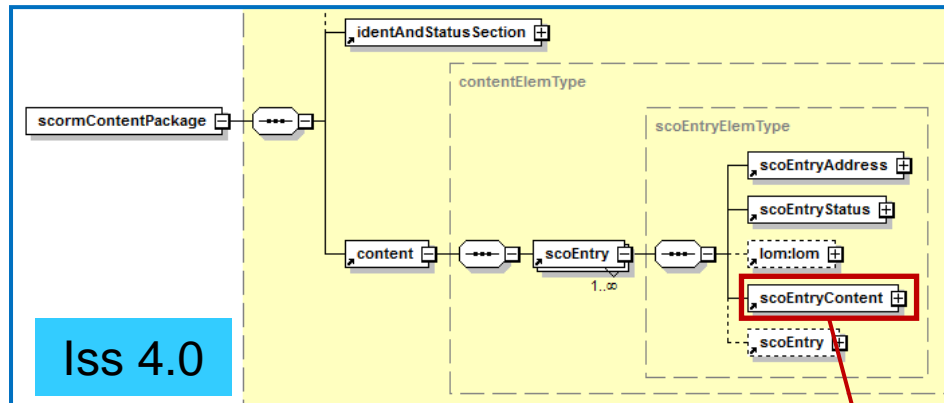 identAndStatusSection
contentElemType
scormContentPackage
scoEntryElemType
scoEntryAddress
scoEntryStatus
lom:lom
content
scoEntry
1..∞
scoEntryContent
scoEntry
Iss 4.0